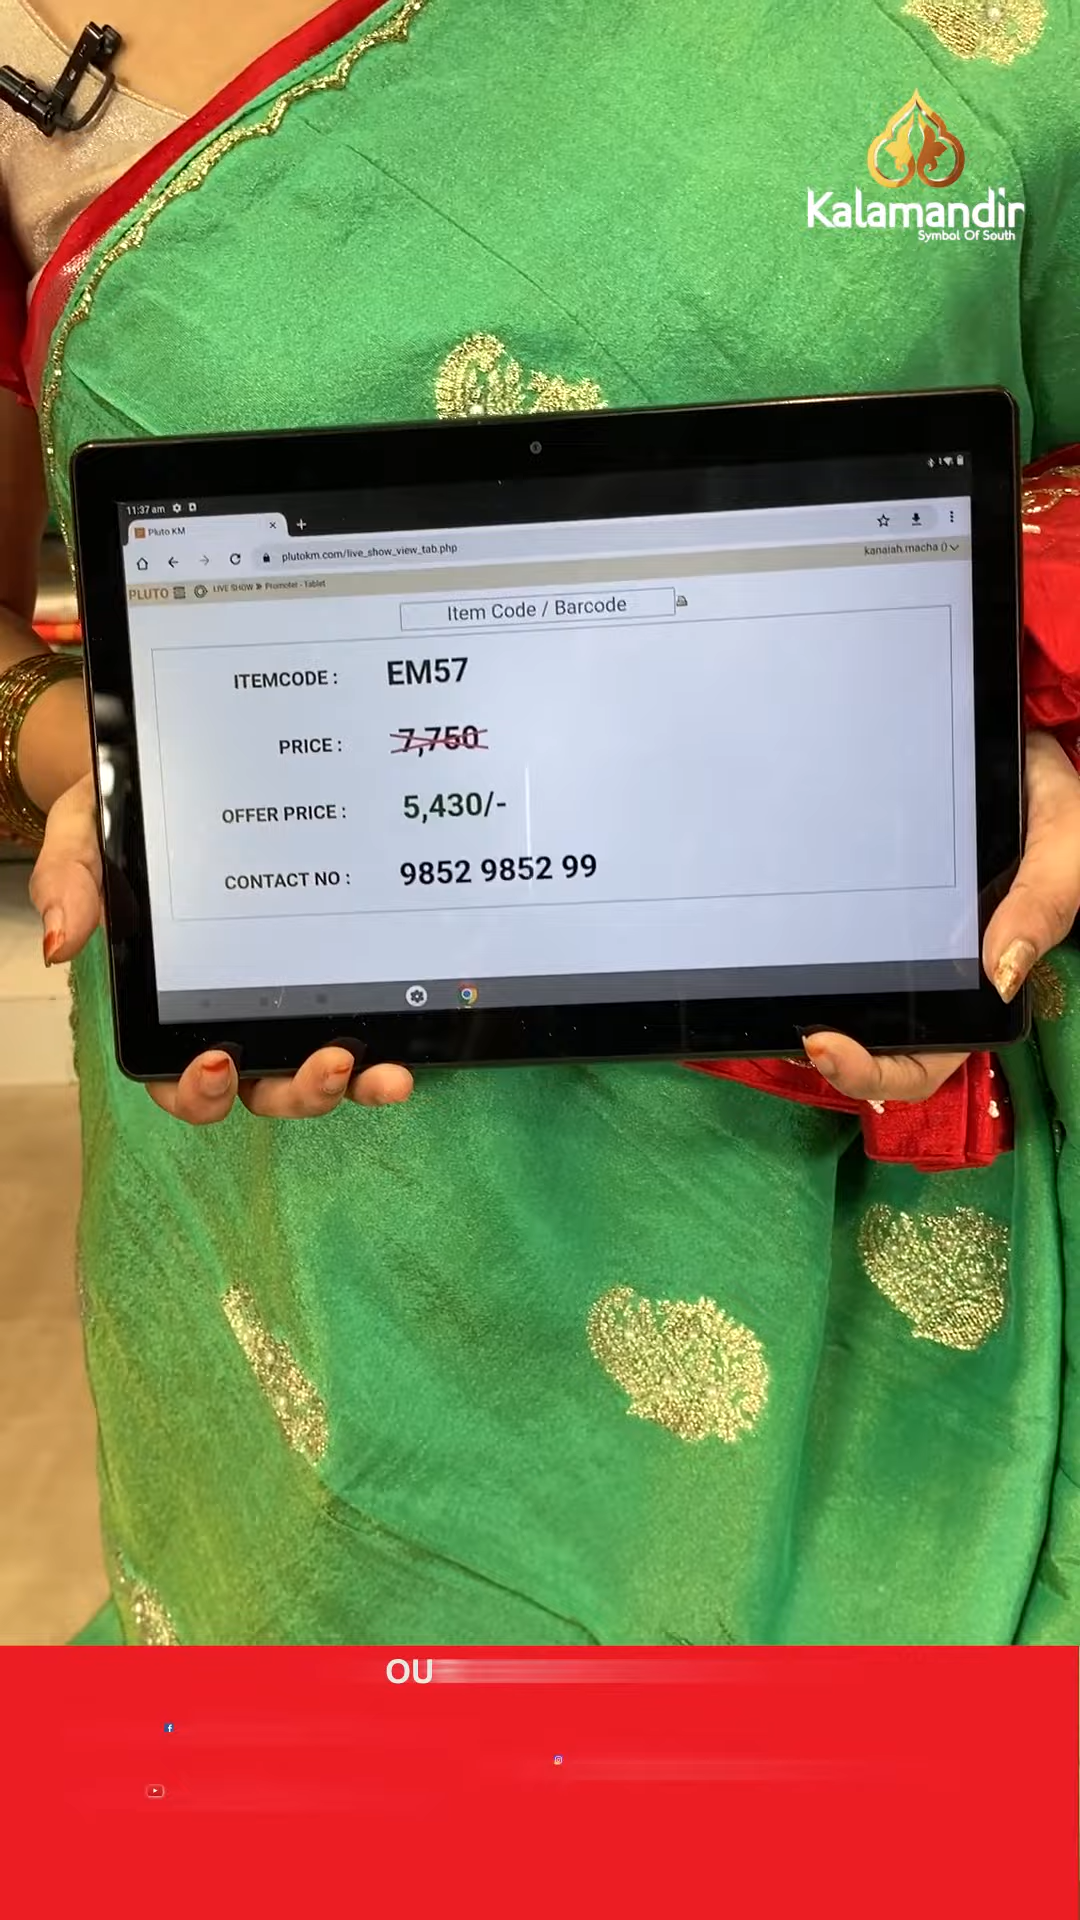 Kalamandir
Symbol Of South
11:37 am
Pluto KM
plutokm.com/live_show_view_tab.php
kanaiah.macha ()
PLUTO
LIVE SHOW » Promoter - Tablet
Item Code / Barcode
ITEMCODE : EM57
PRICE : 7,750
OFFER PRICE : 5,430/-
CONTACT NO : 9852 9852 99
OU